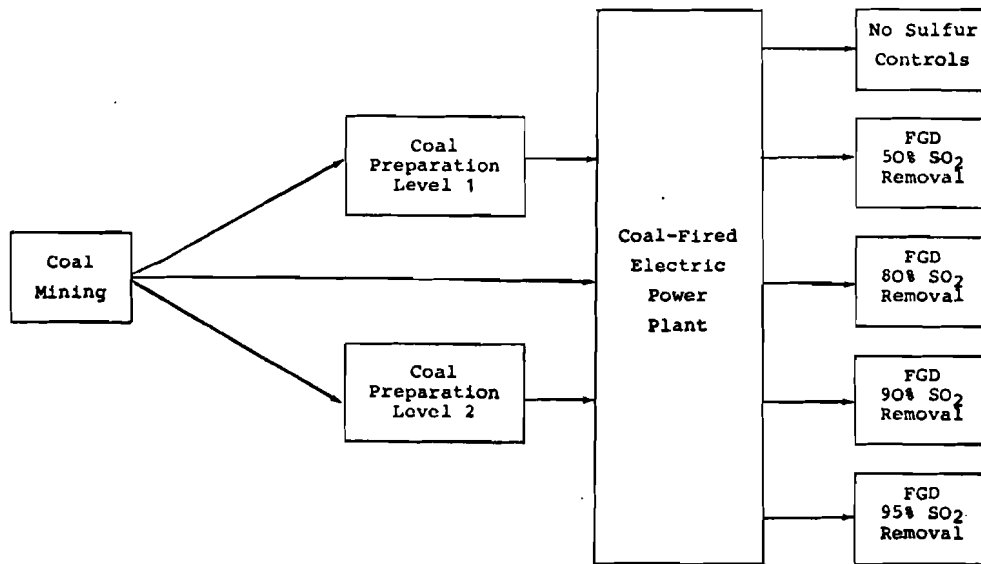 Coal
Mining
Coal
Preparation
Level 1
Coal
Preparation
Level 2
Coal-Fired
Electric
Power
Plant
No Sulfur
Controls
FGD
50% SO2
Removal
FGD
80% SO2
Removal
FGD
90% SO2
Removal
FGD
95% SO2
Removal